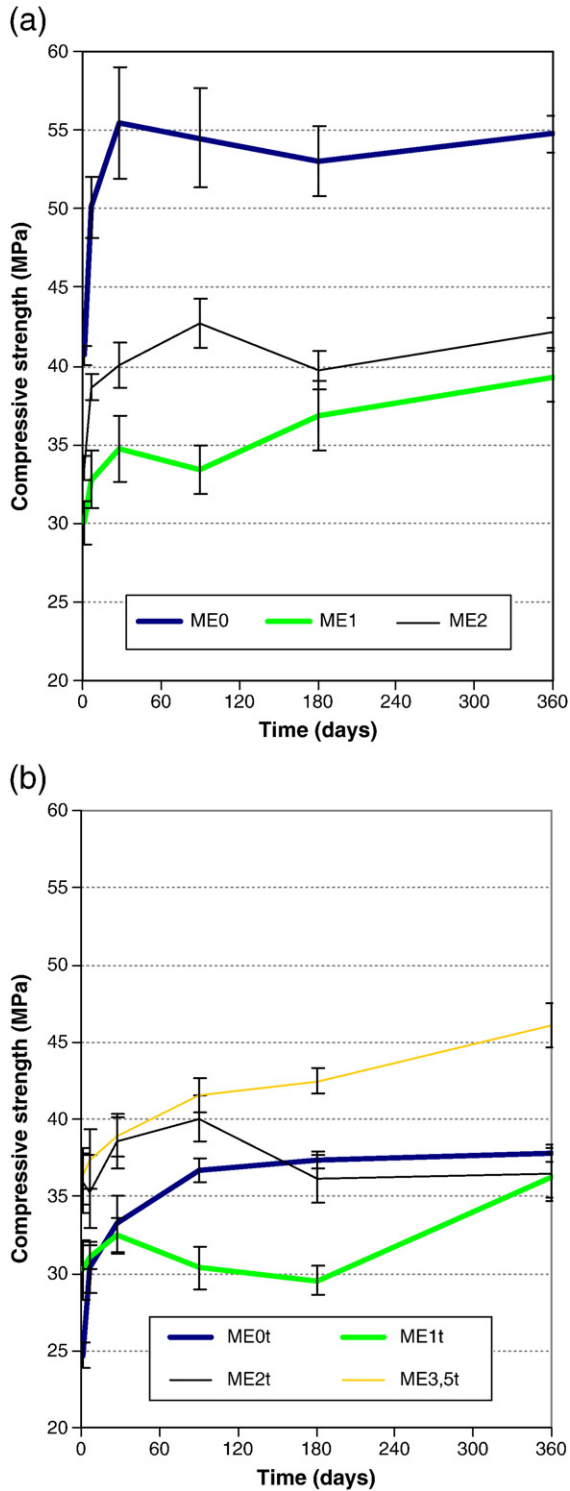 (a)
Compressive strength (MPa)
60
55
50
45
40
35
30
25
20
ME0 ME1 ME2
0 60 120 180 240 300 360
Time (days)
(b)
Compressive strength (MPa)
60
55
50
45
40
35
30
25
20
ME0t ME1t
ME2t ME3,5t
0 60 120 180 240 300 360
Time (days)